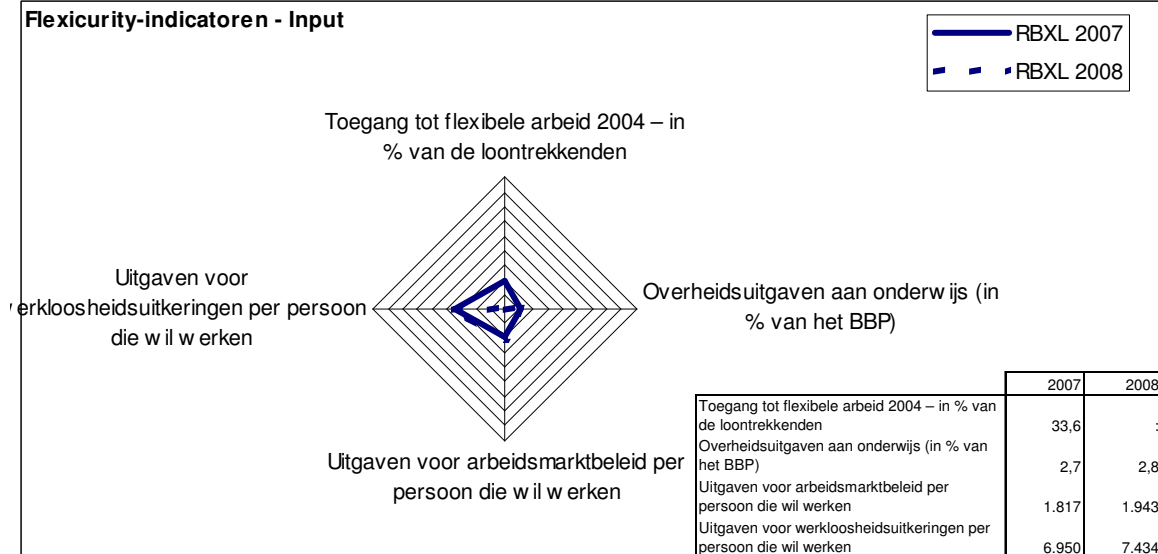 Flexicurity-indicatoren - Input
RBXL 2007
RBXL 2008
Toegang tot flexibele arbeid 2004 – in
% van de loontrekkenden
Uitgaven voor
werkloosheidsuitkeringen per persoon
die wil werken
Overheidsuitgaven aan onderwijs (in
% van het BBP)
Uitgaven voor arbeidsmarktbeleid per
persoon die wil werken
2007 2008
Toegang tot flexibele arbeid 2004 – in % van
de loontrekkenden 33,6 :
Overheidsuitgaven aan onderwijs (in % van
het BBP) 2,7 2,8
Uitgaven voor arbeidsmarktbeleid per
persoon die wil werken 1.817 1.943
Uitgaven voor werkloosheidsuitkeringen per
persoon die wil werken 6.950 7.434